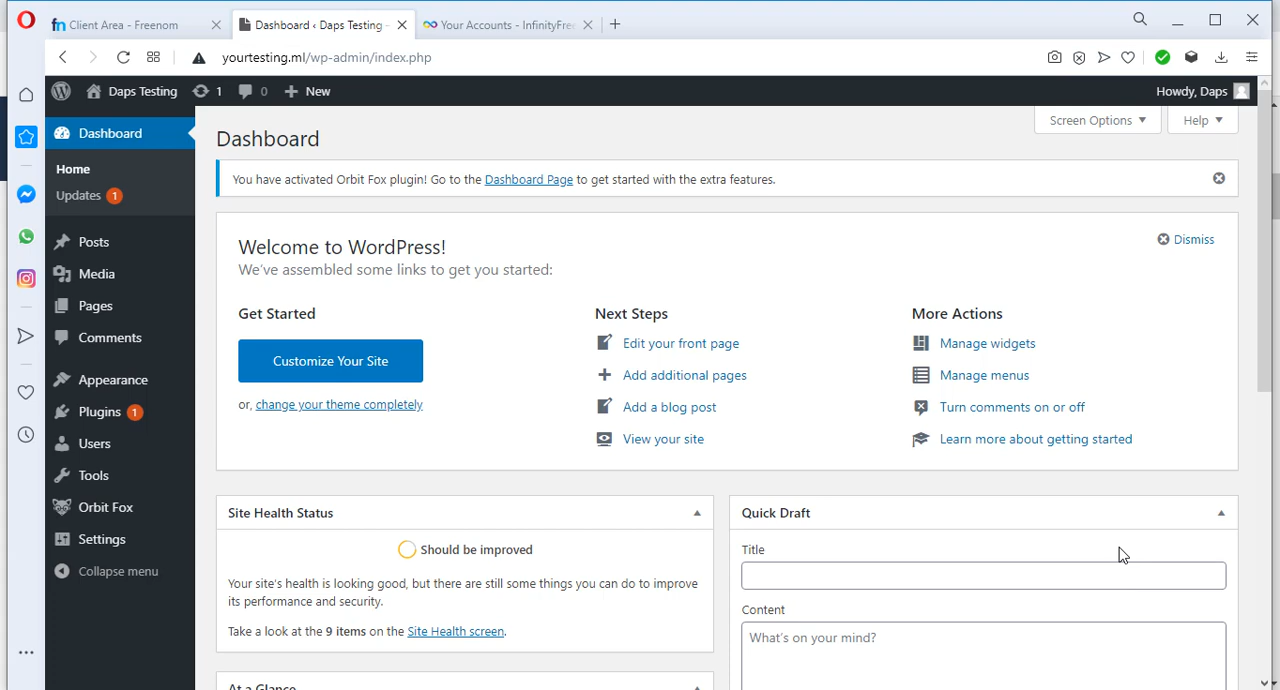 Client Area - Freenom
Dashboard ‹ Daps Testing -
Your Accounts - InfinityFre
yourtesting.ml/wp-admin/index.php
Daps Testing 1 0 New Howdy, Daps
Dashboard
Home
Updates 1
Posts
Media
Pages
Comments
Appearance
Plugins 1
Users
Tools
Orbit Fox
Settings
Collapse menu
Screen Options Help
Dashboard
You have activated Orbit Fox plugin! Go to the Dashboard Page to get started with the extra features.
Welcome to WordPress!
We've assembled some links to get you started:
Dismiss
Get Started
Customize Your Site
or, change your theme completely
Next Steps
Edit your front page
Add additional pages
Add a blog post
View your site
More Actions
Manage widgets
Manage menus
Turn comments on or off
Learn more about getting started
Site Health Status
Should be improved
Your site's health is looking good, but there are still some things you can do to improve
its performance and security.
Take a look at the 9 items on the Site Health screen.
At a Glance
Quick Draft
Title
Content
What's on your mind?